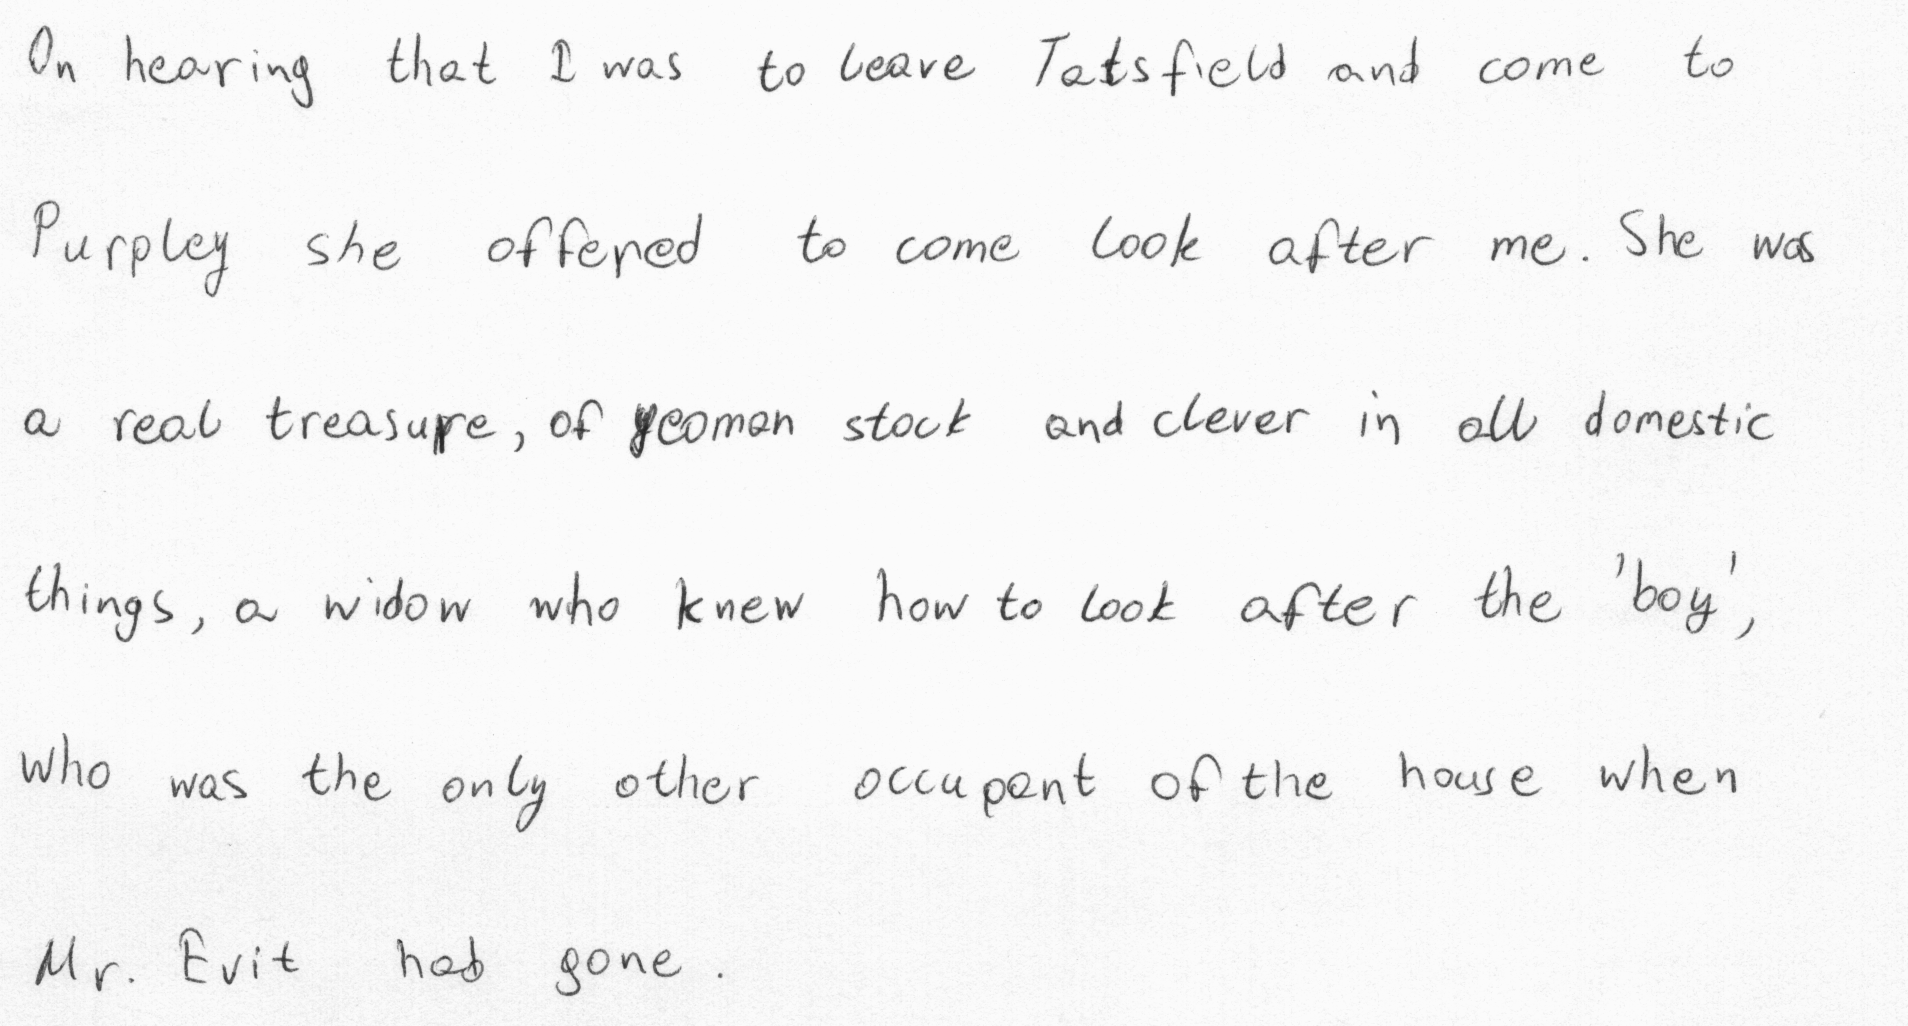 On hearing that I was to leave Tatsfield and come to
Purpley she offered to come look after me. She was
a real treasure, of yeoman stock and clever in all domestic
things, a widow who knew how to look after the 'boy',
who was the only other occupant of the house when
Mr. Evit had gone.